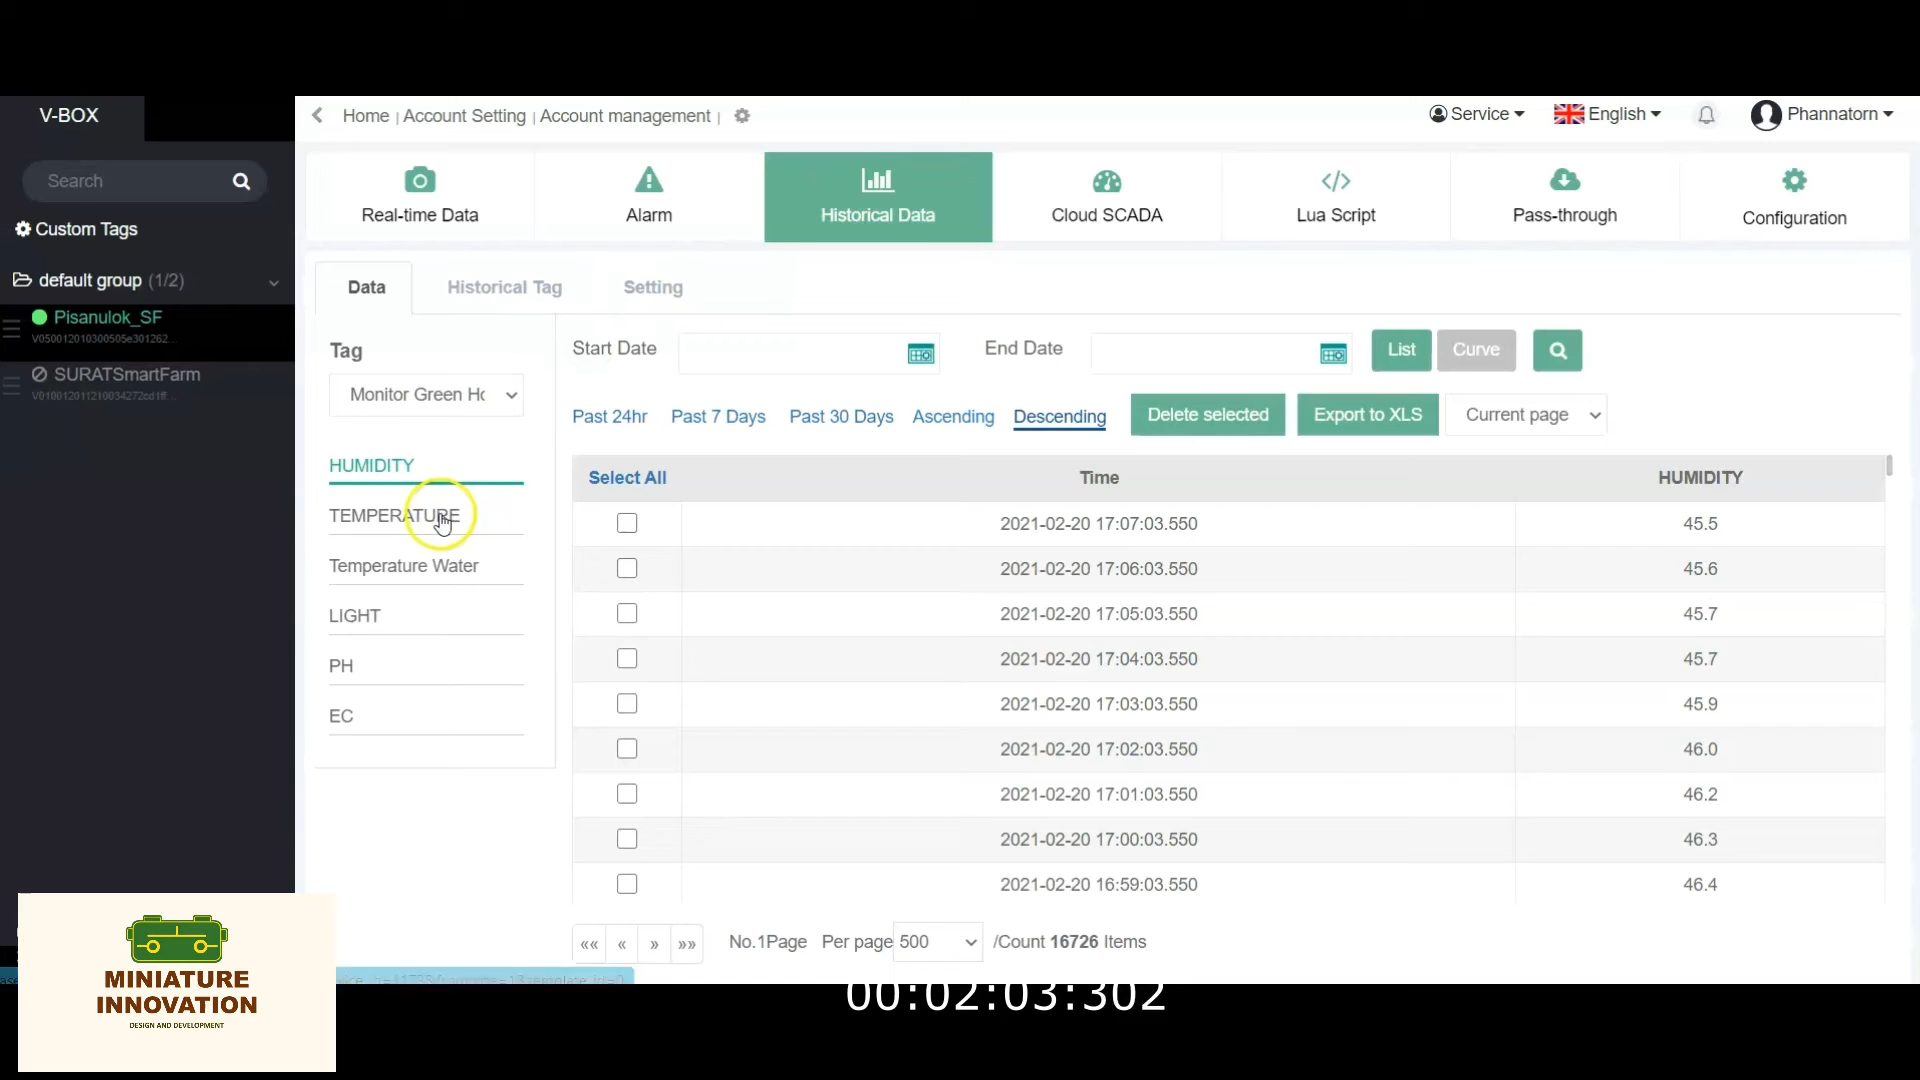 V-BOX
Home | Account Setting | Account management |
Service
English
Phannatorn
Search
Custom Tags
default group (1/2)
Pisanulok_SF
V050012010300505e301262...
SURATSmartFarm
Real-time Data
Alarm
Historical Data
Cloud SCADA
Lua Script
Pass-through
Configuration
Data
Historical Tag
Setting
Tag
Monitor Green Hc
HUMIDITY
TEMPERATURE
Temperature Water
LIGHT
PH
EC
Start Date
End Date
List
Curve
Past 24hr
Past 7 Days
Past 30 Days
Ascending
Descending
Delete selected
Export to XLS
Current page
Select All Time HUMIDITY
2021-02-20 17:07:03.550 45.5
2021-02-20 17:06:03.550 45.6
2021-02-20 17:05:03.550 45.7
2021-02-20 17:04:03.550 45.7
2021-02-20 17:03:03.550 45.9
2021-02-20 17:02:03.550 46.0
2021-02-20 17:01:03.550 46.2
2021-02-20 17:00:03.550 46.3
2021-02-20 16:59:03.550 46.4
«« « » »» No.1Page Per page 500 /Count 16726 Items
MINIATURE
INNOVATION
DESIGN AND DEVELOPMENT
00:02:03:302